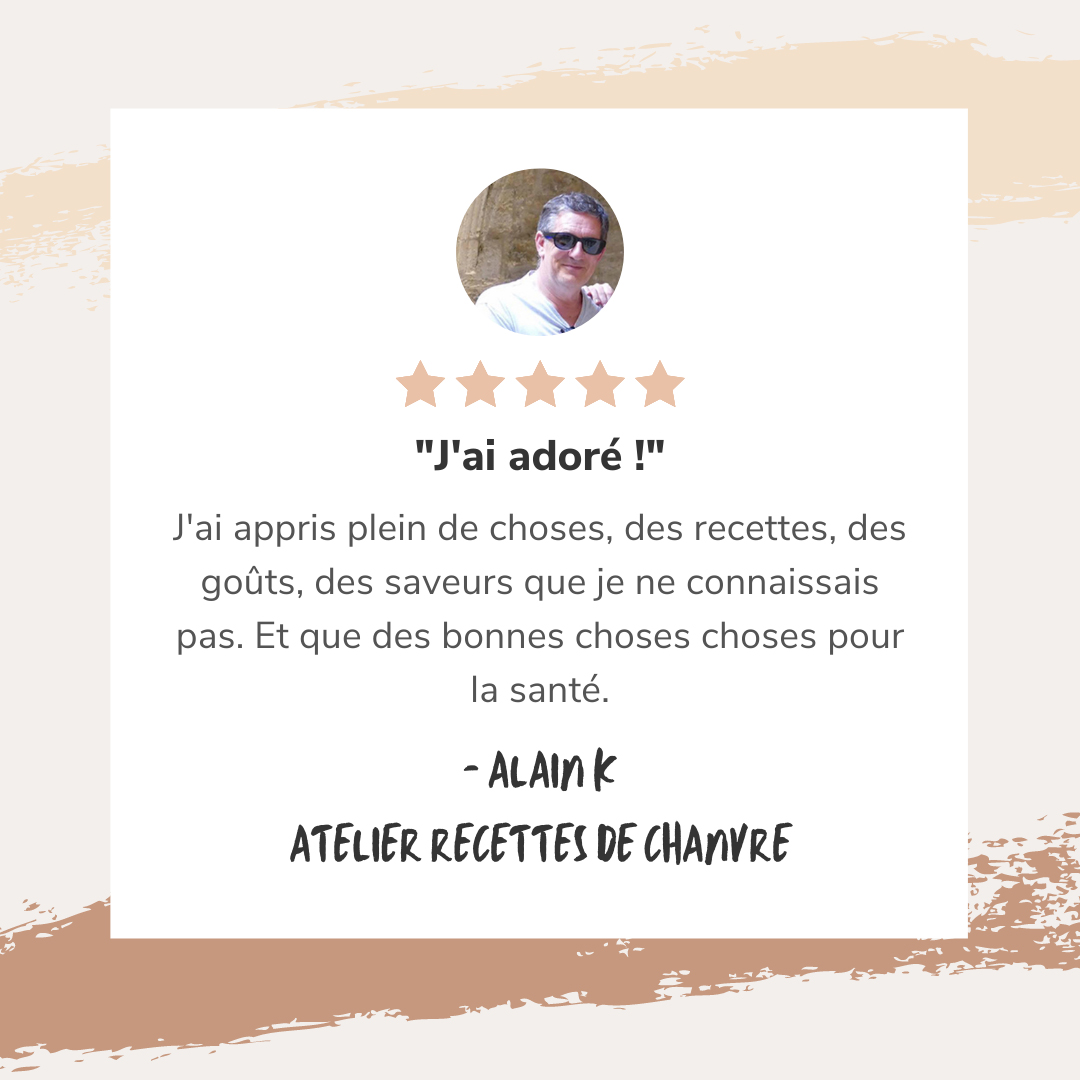 "J'ai adoré !"
J'ai appris plein de choses, des recettes, des
goûts, des saveurs que je ne connaissais
pas. Et que des bonnes choses choses pour
la santé.
- ALAIN K
ATELIER RECETTES DE CHANVRE